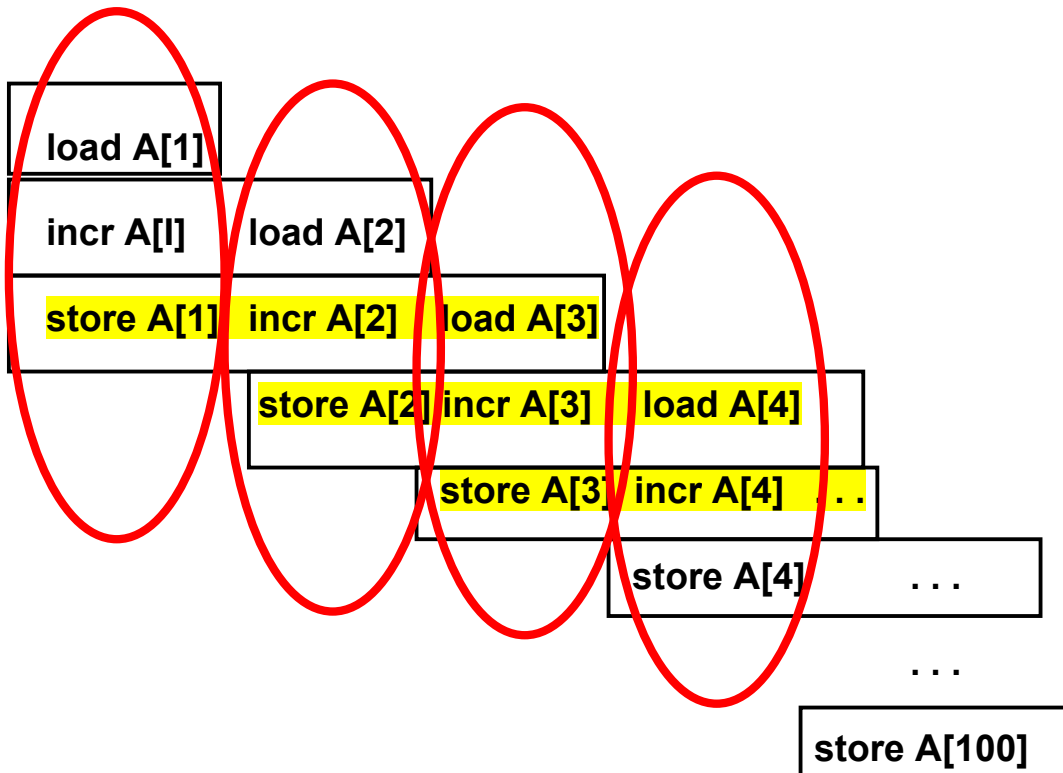 load A[1]
incr A[l] load A[2]
store A[1] incr A[2] load A[3]
store A[2] incr A[3] load A[4]
store A[3] incr A[4] . . .
store A[4] . . .
. . .
store A[100]